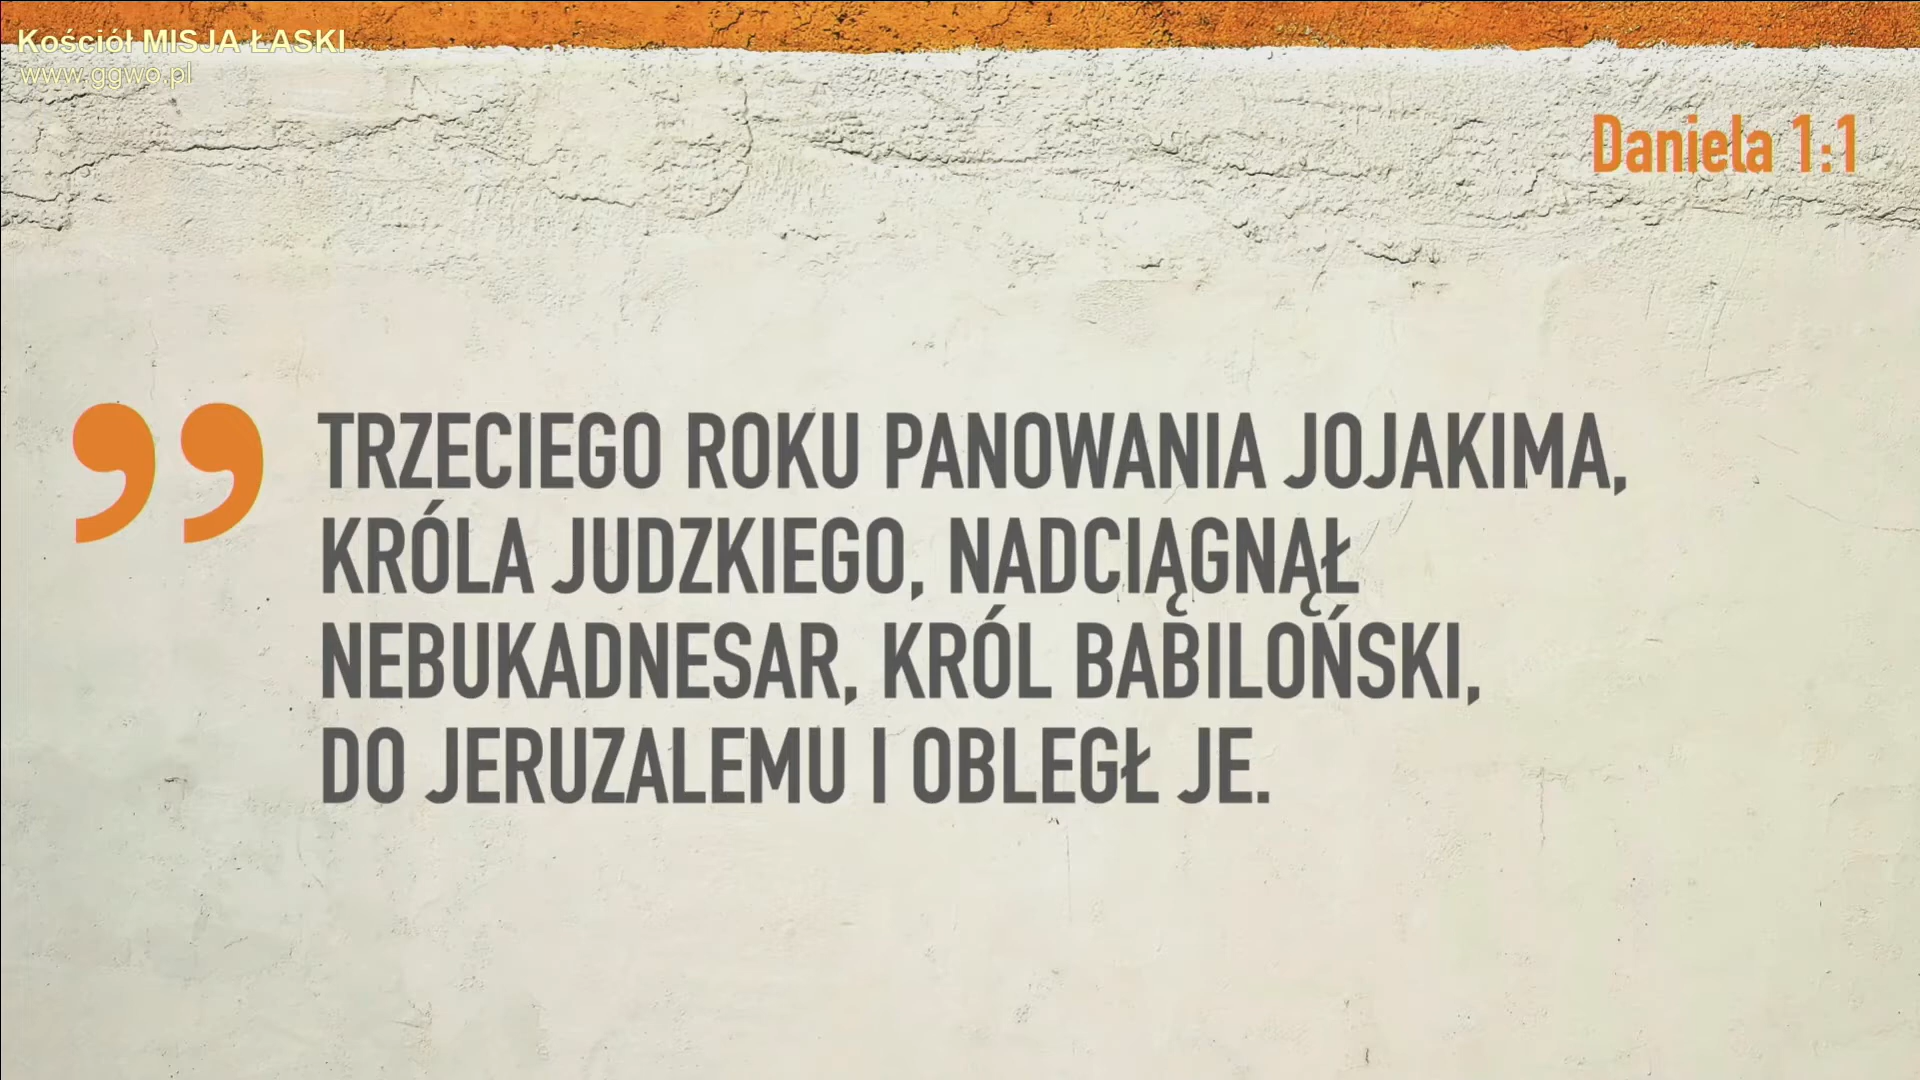 Kościół MISJA ŁASKI
www.ggwo.pl
Daniela 1:1
” TRZECIEGO ROKU PANOWANIA JOJAKIMA,
KRÓLA JUDZKIEGO, NADCIĄGNĄŁ
NEBUKADNESAR, KRÓL BABILOŃSKI,
DO JERUZALEMU I OBLEGŁ JE.